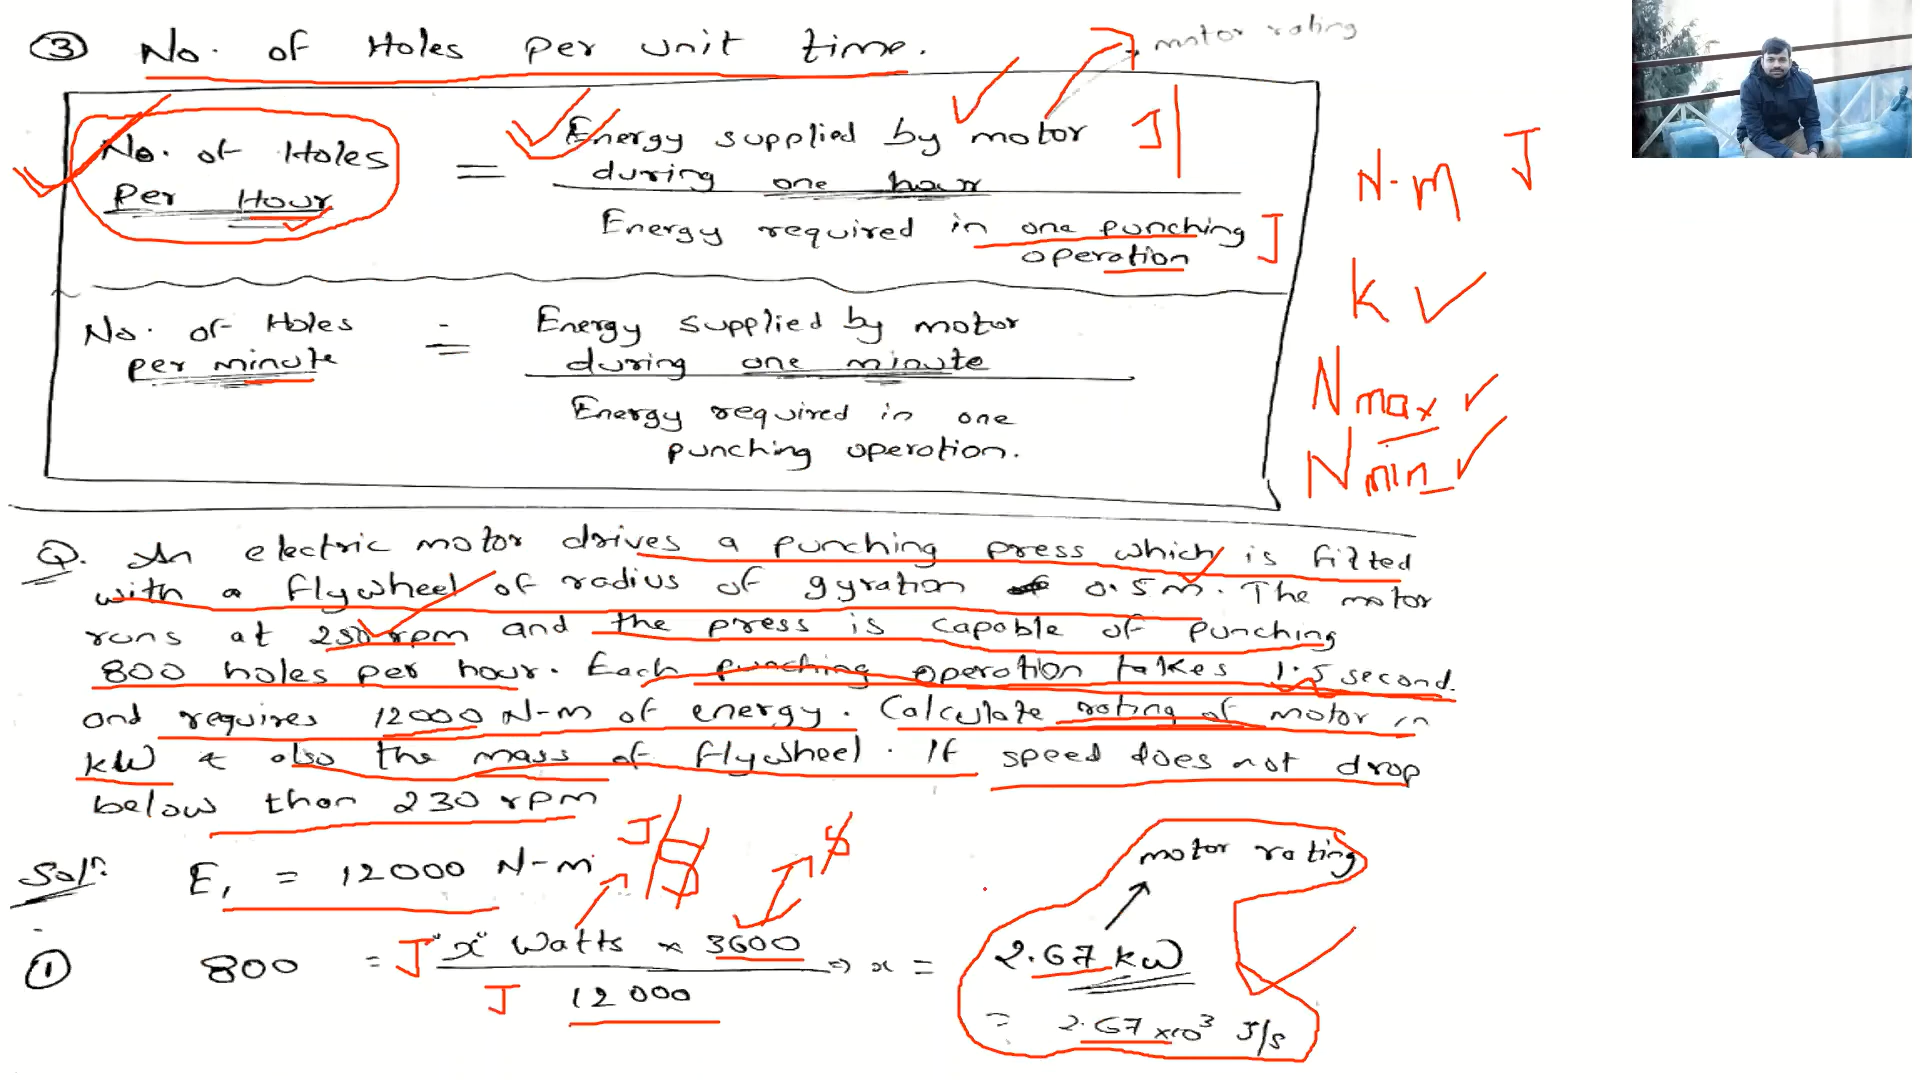 ③ No. of Holes per unit time.
→ motor rating
No. of Holes per Hour = Energy supplied by motor during one hour J
Energy required in one punching operation J
N-m J
K ✓
No. of Holes per minute = Energy supplied by motor during one minute
Energy required in one punching operation.
Nmax ✓
Nmin ✓
Q. An electric motor drives a punching press which is fitted
with a flywheel of radius of gyration 0.5m. The motor
runs at 250 rpm and the press is capable of punching
800 holes per hour. Each punching operation takes 1.5 second
and requires 12000 N-m of energy. Calculate rating of motor in
kW & also the mass of flywheel. If speed does not drop
below than 230 rpm
Solⁿ: E₁ = 12000 N-m
J/S
S
motor rating
① 800 = J "x" Watts × 3600 ⇒ x = 2.67 kW
J 12000
= 2.67 ×10³ J/s